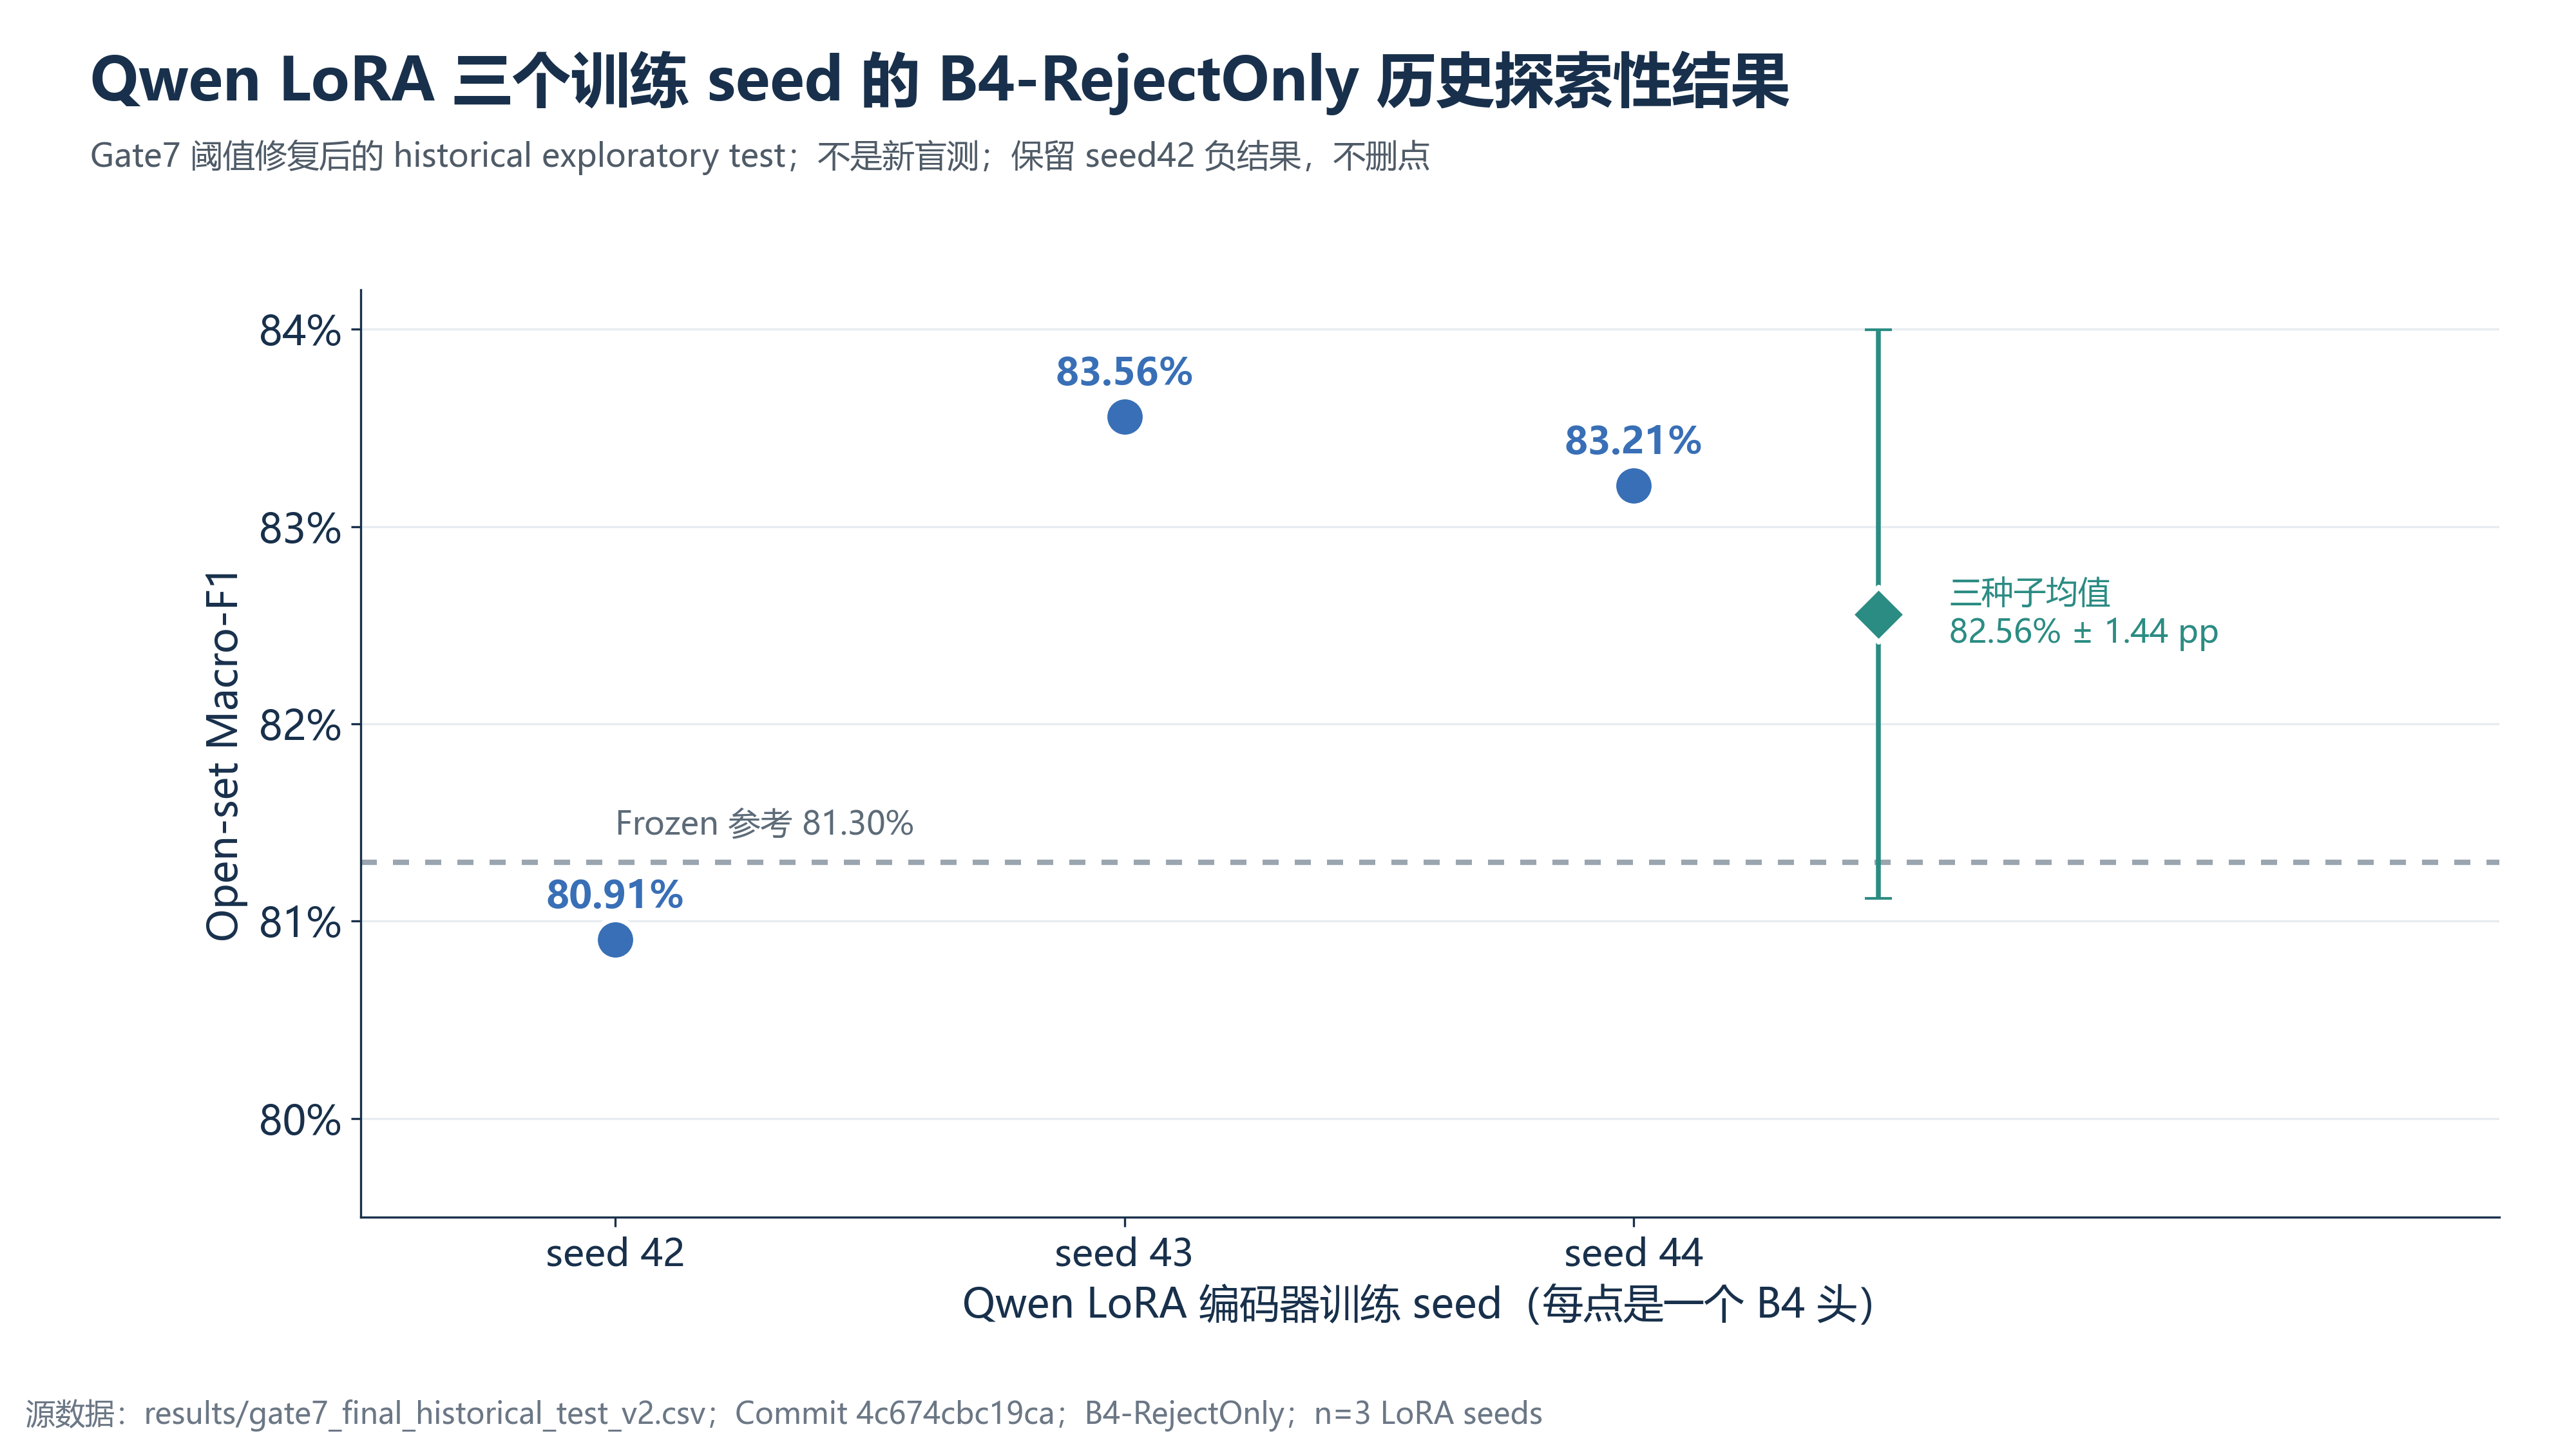 Qwen LoRA 三个训练 seed 的 B4-RejectOnly 历史探索性结果
Gate7 阈值修复后的 historical exploratory test；不是新盲测；保留 seed42 负结果，不删点
Open-set Macro-F1
84%
83%
82%
81%
80%
83.56%
83.21%
三种子均值
82.56% ± 1.44 pp
Frozen 参考 81.30%
80.91%
seed 42
seed 43
seed 44
Qwen LoRA 编码器训练 seed（每点是一个 B4 头）
源数据：results/gate7_final_historical_test_v2.csv；Commit 4c674cbc19ca；B4-RejectOnly；n=3 LoRA seeds